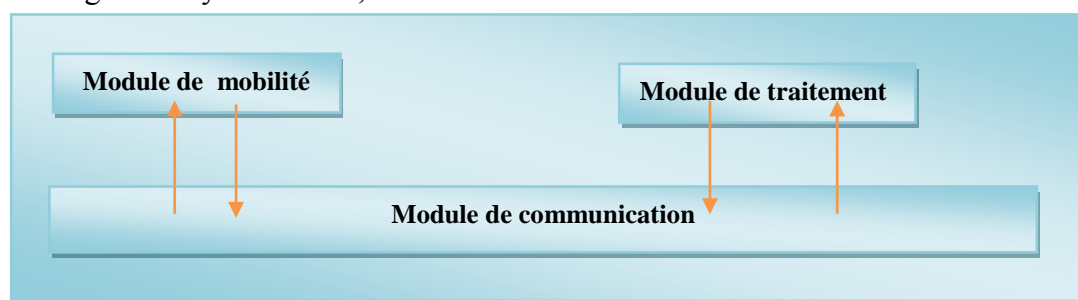 Module de mobilité
Module de traitement
Module de communication